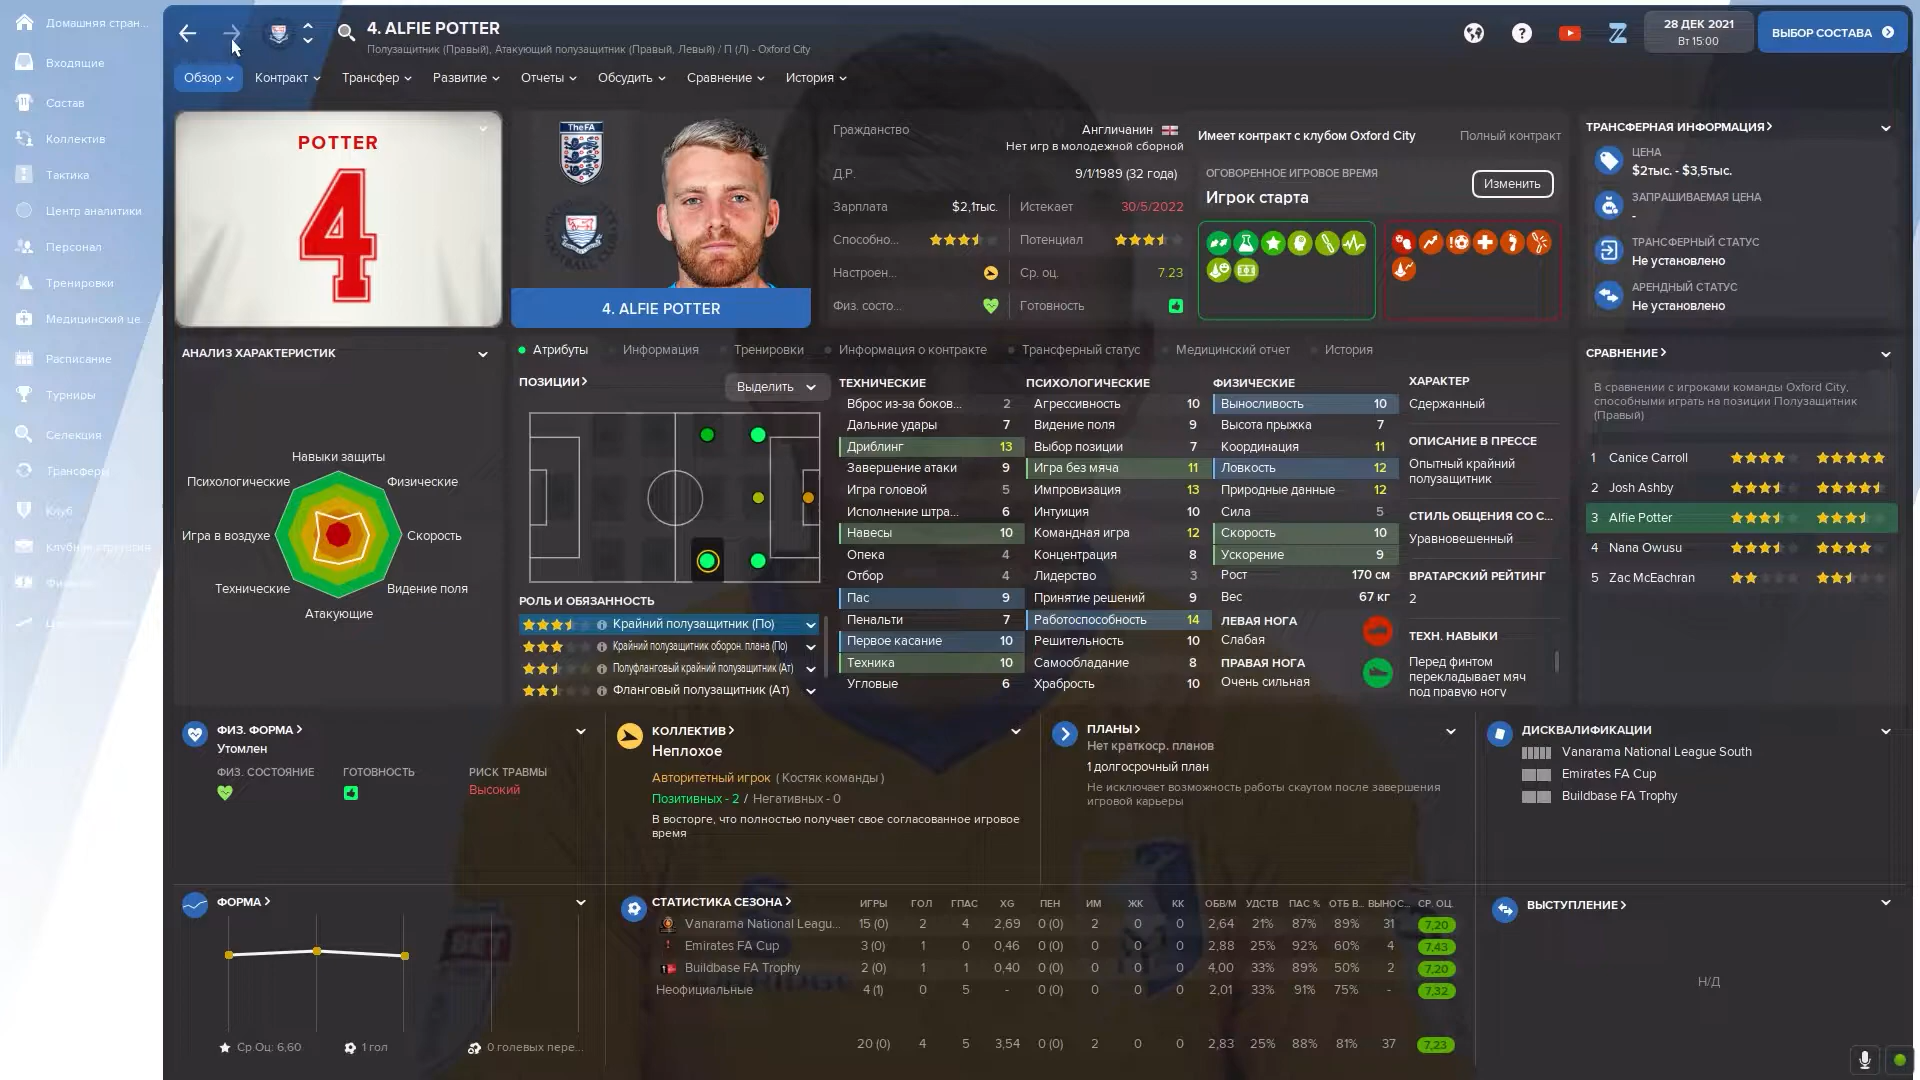 Домашняя стран...
Входящие
Состав
Коллектив
Тактика
Центр аналитики
Персонал
Тренировки
Медицинский це
Расписание
Турниры
Селекция
Трансферы
Клуб
4. ALFIE POTTER
Полузащитник (Правый), Атакующий полузащитник (Правый, Левый) / П (Л) - Oxford City
28 ДЕК 2021
Вт 15:00
ВЫБОР СОСТАВА
Обзор
Контракт
Трансфер
Развитие
Отчеты
Обсудить
Сравнение
История
POTTER
4
The FA
4. ALFIE POTTER
Гражданство
Англичанин
Нет игр в молодежной сборной
Д.Р.
9/1/1989 (32 года)
Зарплата
$2,1тыс.
Истекает
30/5/2022
Способно...
Потенциал
Настроен...
Ср. оц.
7.23
Физ. состо...
Готовность
Имеет контракт с клубом Oxford City
Полный контракт
ОГОВОРЕННОЕ ИГРОВОЕ ВРЕМЯ
Игрок старта
Изменить
ТРАНСФЕРНАЯ ИНФОРМАЦИЯ
ЦЕНА
$2тыс. - $3,5тыс.
ЗАПРАШИВАЕМАЯ ЦЕНА
-
ТРАНСФЕРНЫЙ СТАТУС
Не установлено
АРЕНДНЫЙ СТАТУС
Не установлено
АНАЛИЗ ХАРАКТЕРИСТИК
Навыки защиты
Психологические
Физические
Игра в воздухе
Скорость
Технические
Видение поля
Атакующие
Атрибуты
Информация
Тренировки
Информация о контракте
Трансферный статус
Медицинский отчет
История
ПОЗИЦИИ
Выделить
РОЛЬ И ОБЯЗАННОСТЬ
Крайний полузащитник (По)
Крайний полузащитник оборон. плана (По)
Полуфланговый крайний полузащитник (Ат)
Фланговый полузащитник (Ат)
ТЕХНИЧЕСКИЕ
Вброс из-за боков... 2
Дальние удары 7
Дриблинг 13
Завершение атаки 9
Игра головой 5
Исполнение штра... 6
Навесы 10
Опека 4
Отбор 4
Пас 9
Пенальти 7
Первое касание 10
Техника 10
Угловые 6
ПСИХОЛОГИЧЕСКИЕ
Агрессивность 10
Видение поля 9
Выбор позиции 7
Игра без мяча 11
Импровизация 13
Интуиция 10
Командная игра 12
Концентрация 8
Лидерство 3
Принятие решений 9
Работоспособность 14
Решительность 10
Самообладание 8
Храбрость 10
ФИЗИЧЕСКИЕ
Выносливость 10
Высота прыжка 7
Координация 11
Ловкость 12
Природные данные 12
Сила 5
Скорость 10
Ускорение 9
Рост 170 см
Вес 67 кг
ЛЕВАЯ НОГА
Слабая
ПРАВАЯ НОГА
Очень сильная
ХАРАКТЕР
Сдержанный
ОПИСАНИЕ В ПРЕССЕ
Опытный крайний
полузащитник
СТИЛЬ ОБЩЕНИЯ СО С...
Уравновешенный
ВРАТАРСКИЙ РЕЙТИНГ
2
ТЕХН. НАВЫКИ
Перед финтом
перекладывает мяч
под правую ногу
СРАВНЕНИЕ
В сравнении с игроками команды Oxford City,
способными играть на позиции Полузащитник
(Правый)
1 Canice Carroll
2 Josh Ashby
3 Alfie Potter
4 Nana Owusu
5 Zac McEachran
ФИЗ. ФОРМА
Утомлен
ФИЗ. СОСТОЯНИЕ
ГОТОВНОСТЬ
РИСК ТРАВМЫ
Высокий
КОЛЛЕКТИВ
Неплохое
Авторитетный игрок ( Костяк команды )
Позитивных - 2 / Негативных - 0
В восторге, что полностью получает свое согласованное игровое
время
ПЛАНЫ
Нет краткоср. планов
1 долгосрочный план
Не исключает возможность работы скаутом после завершения
игровой карьеры
ДИСКВАЛИФИКАЦИИ
Vanarama National League South
Emirates FA Cup
Buildbase FA Trophy
ФОРМА
Ср.Оц: 6,60
1 гол
0 голевых пере...
СТАТИСТИКА СЕЗОНА ИГРЫ ГОЛ ГПАС XG ПЕН ИМ ЖК КК ОБВ/М УДСТВ ПАС % ОТБ В... ВЫНОС... СР. ОЦ.
Vanarama National Leagu... 15 (0) 2 4 2,69 0 (0) 2 0 0 2,64 21% 87% 89% 31 7,20
Emirates FA Cup 3 (0) 1 0 0,46 0 (0) 0 0 0 2,88 25% 92% 60% 4 7,43
Buildbase FA Trophy 2 (0) 1 1 0,40 0 (0) 0 0 0 4,00 33% 89% 50% 2 7,20
Неофициальные 4 (1) 0 5 - 0 (0) 0 0 0 2,01 33% 91% 75% - 7,32
20 (0) 4 5 3,54 0 (0) 2 0 0 2,83 25% 88% 81% 37 7,23
ВЫСТУПЛЕНИЕ
Н/Д